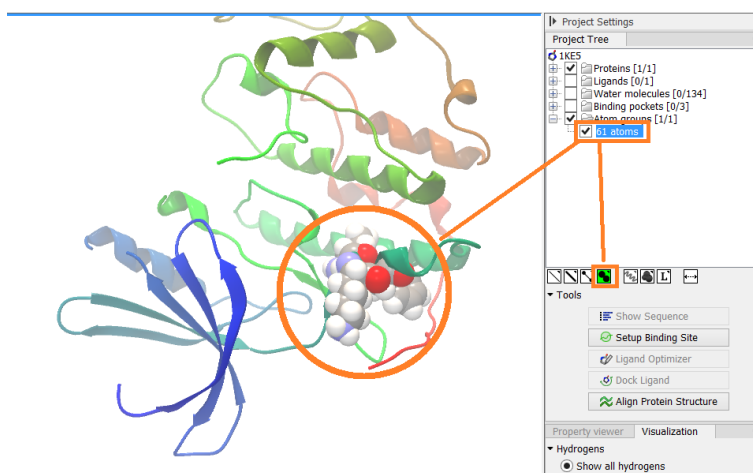 Project Settings
Project Tree
1KE5
Proteins [1/1]
Ligands [0/1]
Water molecules [0/134]
Binding pockets [0/3]
Atom groups [1/1]
61 atoms
L
Tools
Show Sequence
Setup Binding Site
Ligand Optimizer
Dock Ligand
Align Protein Structure
Property viewer Visualization
Hydrogens
Show all hydrogens